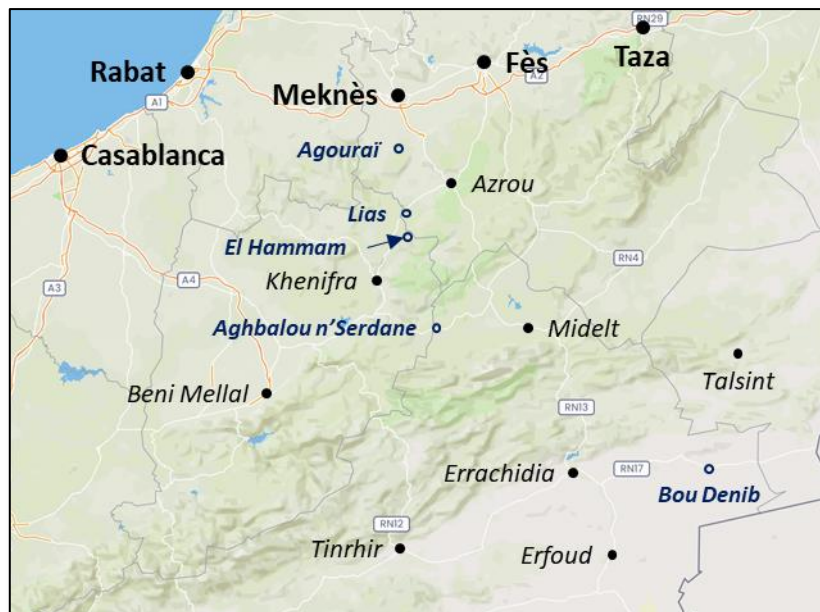 RN29
Fès
Taza
Rabat
A2
Meknès
A1
Casablanca
Agouraï
Azrou
Lias
El Hammam
RN4
Khenifra
A3
A4
Aghbalou n’Serdane
Midelt
Talsint
Beni Mellal
RN13
Errachidia
RN17
Bou Denib
RN12
Tinrhir
Erfoud